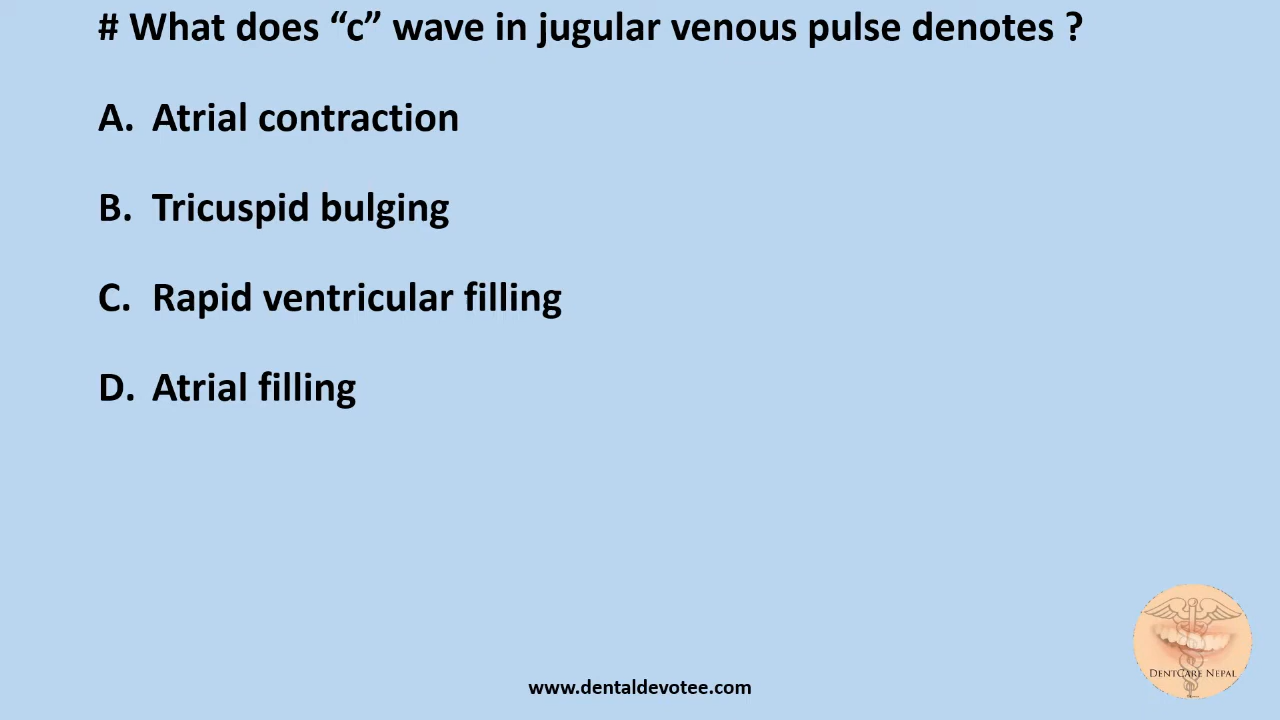 # What does “c” wave in jugular venous pulse denotes ?
A. Atrial contraction
B. Tricuspid bulging
C. Rapid ventricular filling
D. Atrial filling
DentCare Nepal
www.dentaldevotee.com